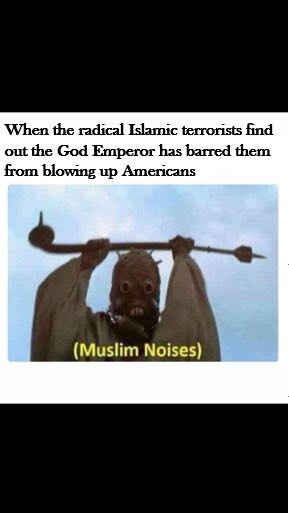 When the radical Islamic terrorists find
out the God Emperor has barred them
from blowing up Americans
(Muslim Noises)